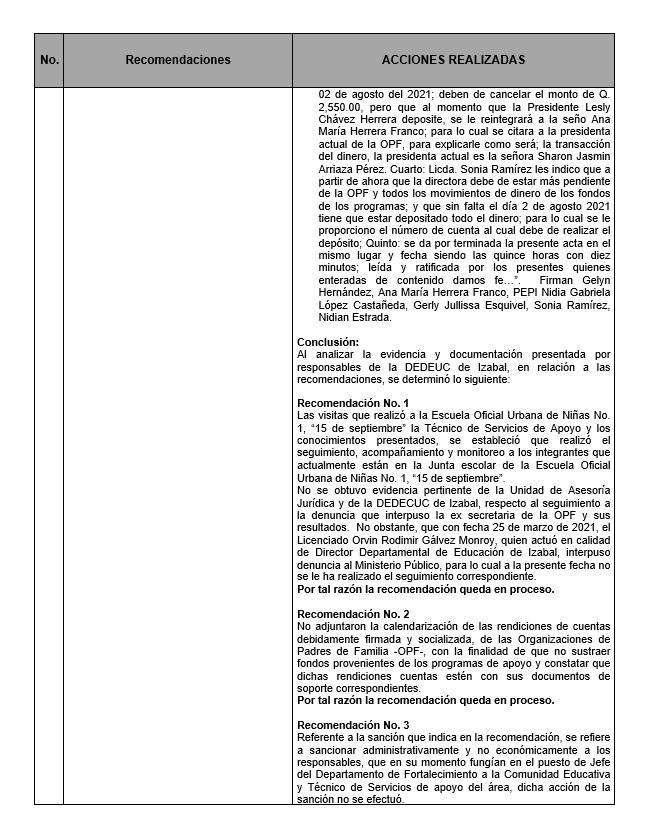 No.
Recomendaciones
ACCIONES REALIZADAS
02 de agosto del 2021; deben de cancelar el monto de Q.
2,550.00, pero que al momento que la Presidente Lesly
Chávez Herrera deposite, se le reintegrará a la seño Ana
María Herrera Franco; para lo cual se citara a la presidenta
actual de la OPF, para explicarle como será; la transacción
del dinero, la presidenta actual es la señora Sharon Jasmin
Arriaza Pérez. Cuarto: Licda. Sonia Ramírez les indico que a
partir de ahora que la directora debe de estar más pendiente
de la OPF y todos los movimientos de dinero de los fondos
de los programas; y que sin falta el día 2 de agosto 2021
tiene que estar depositado todo el dinero; para lo cual se le
proporciono el número de cuenta al cual debe de realizar el
depósito; Quinto: se da por terminada la presente acta en el
mismo lugar y fecha siendo las quince horas con diez
minutos; leída y ratificada por los presentes quienes
enteradas de contenido damos fe...”. Firman Gelyn
Hernández, Ana María Herrera Franco, PEPI Nidia Gabriela
López Castañeda, Gerly Jullissa Esquivel, Sonia Ramírez,
Nidian Estrada.
Conclusión:
Al analizar la evidencia y documentación presentada por
responsables de la DEDEUC de Izabal, en relación a las
recomendaciones, se determinó lo siguiente:
Recomendación No. 1
Las visitas que realizó a la Escuela Oficial Urbana de Niñas No.
1, “15 de septiembre” la Técnico de Servicios de Apoyo y los
conocimientos presentados, se estableció que realizó el
seguimiento, acompañamiento y monitoreo a los integrantes que
actualmente están en la Junta escolar de la Escuela Oficial
Urbana de Niñas No. 1, “15 de septiembre”.
No se obtuvo evidencia pertinente de la Unidad de Asesoría
Jurídica y de la DEDECUC de Izabal, respecto al seguimiento a
la denuncia que interpuso la ex secretaria de la OPF y sus
resultados. No obstante, que con fecha 25 de marzo de 2021, el
Licenciado Orvin Rodimir Gálvez Monroy, quien actuó en calidad
de Director Departamental de Educación de Izabal, interpuso
denuncia al Ministerio Público, para lo cual a la presente fecha no
se le ha realizado el seguimiento correspondiente.
Por tal razón la recomendación queda en proceso.
Recomendación No. 2
No adjuntaron la calendarización de las rendiciones de cuentas
debidamente firmada y socializada, de las Organizaciones de
Padres de Familia -OPF-, con la finalidad de que no sustraer
fondos provenientes de los programas de apoyo y constatar que
dichas rendiciones cuentas estén con sus documentos de
soporte correspondientes.
Por tal razón la recomendación queda en proceso.
Recomendación No. 3
Referente a la sanción que indica en la recomendación, se refiere
a sancionar administrativamente y no económicamente a los
responsables, que en su momento fungían en el puesto de Jefe
del Departamento de Fortalecimiento a la Comunidad Educativa
y Técnico de Servicios de apoyo del área, dicha acción de la
sanción no se efectuó.